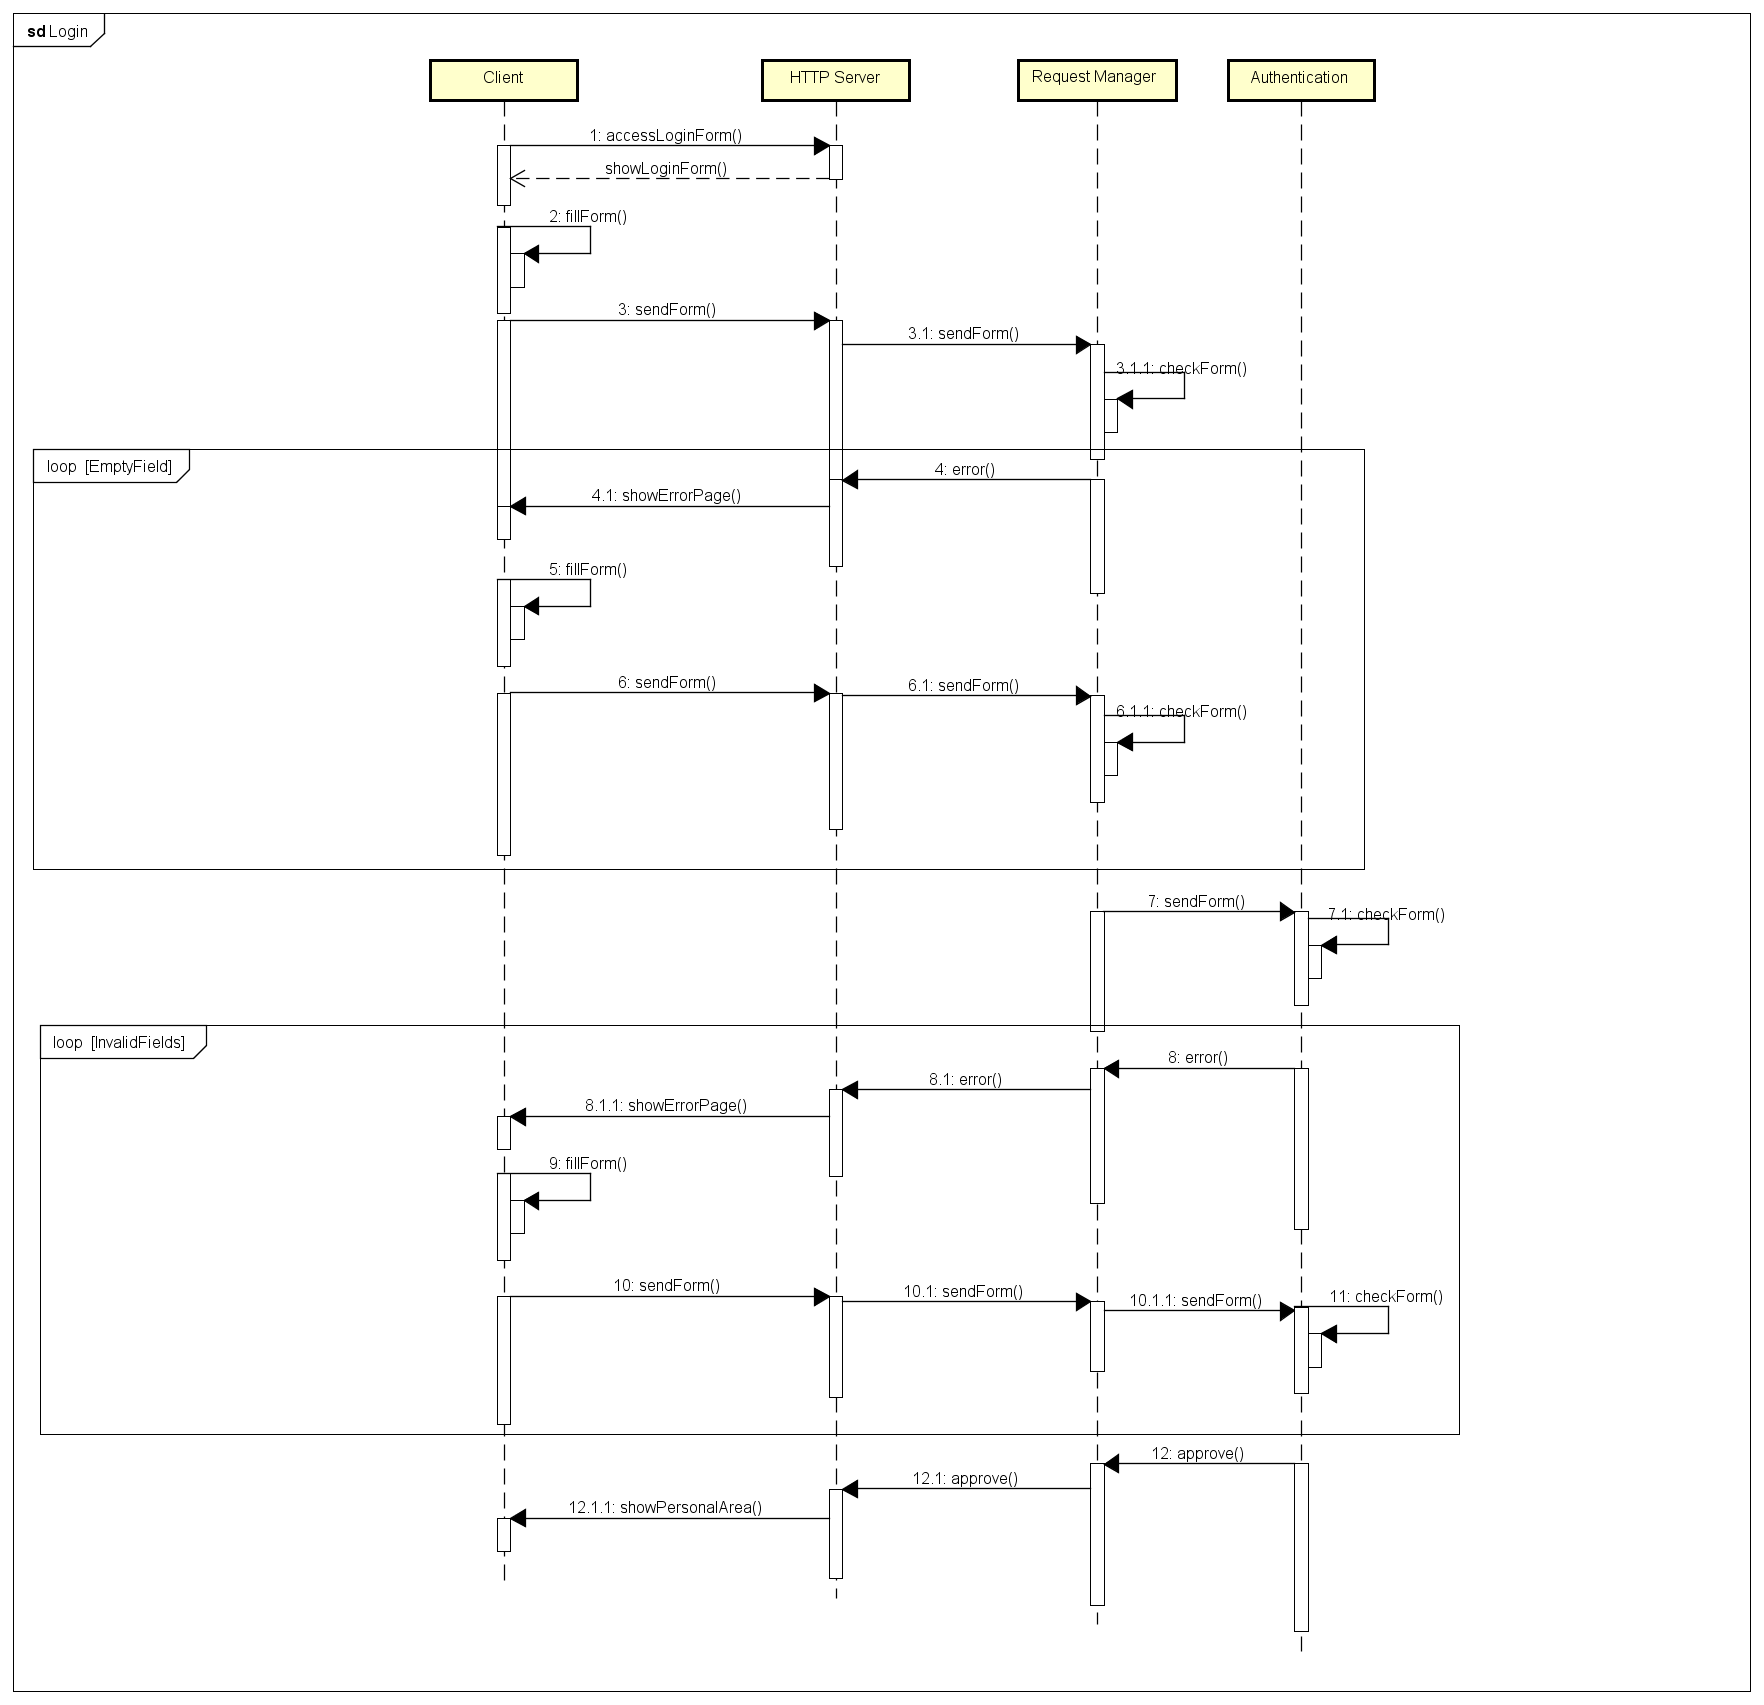 sd Login
Client
HTTP Server
Request Manager
Authentication
1: accessLoginForm()
showLoginForm()
2: fillForm()
3: sendForm()
3.1: sendForm()
3.1.1: checkForm()
loop [EmptyField]
4: error()
4.1: showErrorPage()
5: fillForm()
6: sendForm()
6.1: sendForm()
6.1.1: checkForm()
7: sendForm()
7.1: checkForm()
loop [InvalidFields]
8: error()
8.1: error()
8.1.1: showErrorPage()
9: fillForm()
10: sendForm()
10.1: sendForm()
10.1.1: sendForm()
11: checkForm()
12: approve()
12.1: approve()
12.1.1: showPersonalArea()